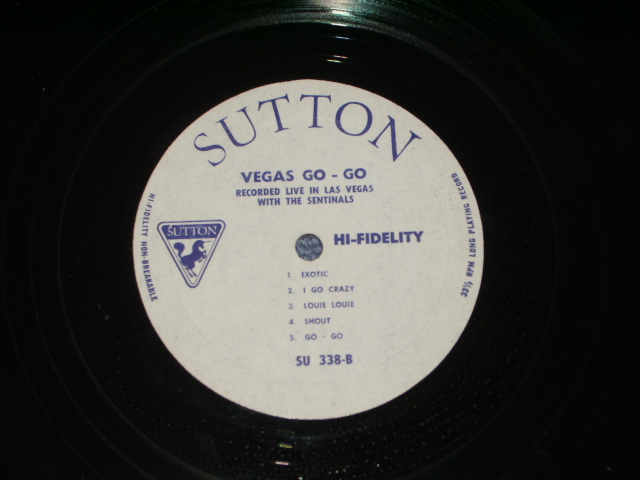 SUTTON
VEGAS GO - GO
RECORDED LIVE IN LAS VEGAS
WITH THE SENTINALS
HI-FIDELITY NON-BREAKABLE
SUTTON
HI-FIDELITY
33⅓ RPM LONG PLAYING RECORD
1. EXOTIC
2. I GO CRAZY
3. LOUIE LOUIE
4. SHOUT
5. GO - GO
SU 338-B